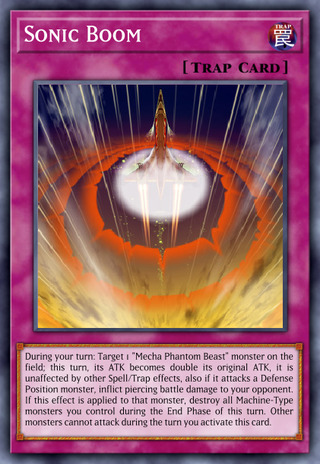 Sonic Boom
TRAP
罠
[Trap Card]
During your turn: Target 1 "Mecha Phantom Beast" monster on the
field; this turn, its ATK becomes double its original ATK, it is
unaffected by other Spell/Trap effects, also if it attacks a Defense
Position monster, inflict piercing battle damage to your opponent.
If this effect is applied to that monster, destroy all Machine-Type
monsters you control during the End Phase of this turn. Other
monsters cannot attack during the turn you activate this card.